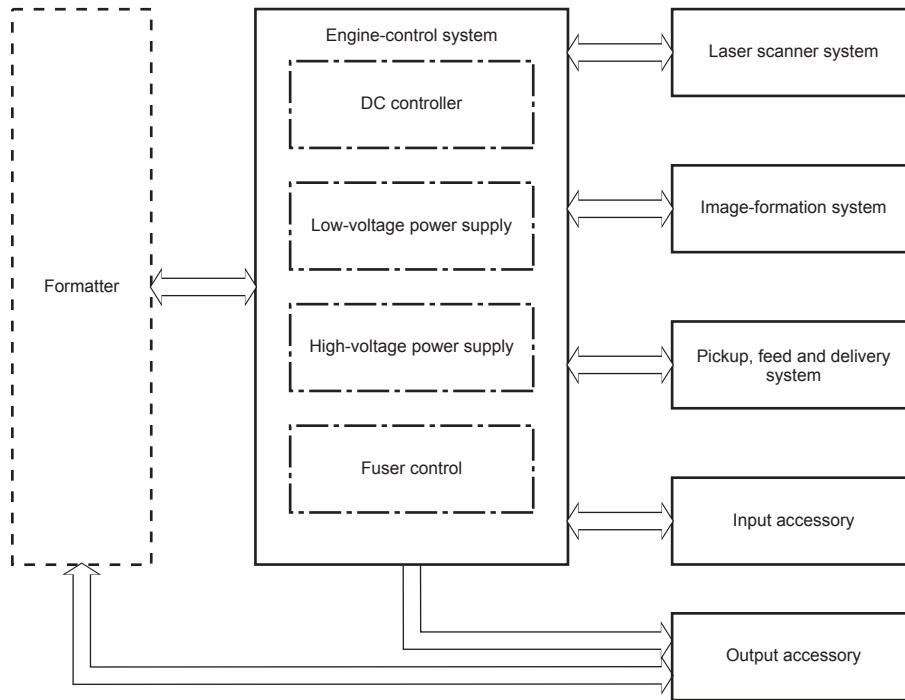 Formatter
Engine-control system
DC controller
Low-voltage power supply
High-voltage power supply
Fuser control
Laser scanner system
Image-formation system
Pickup, feed and delivery
system
Input accessory
Output accessory